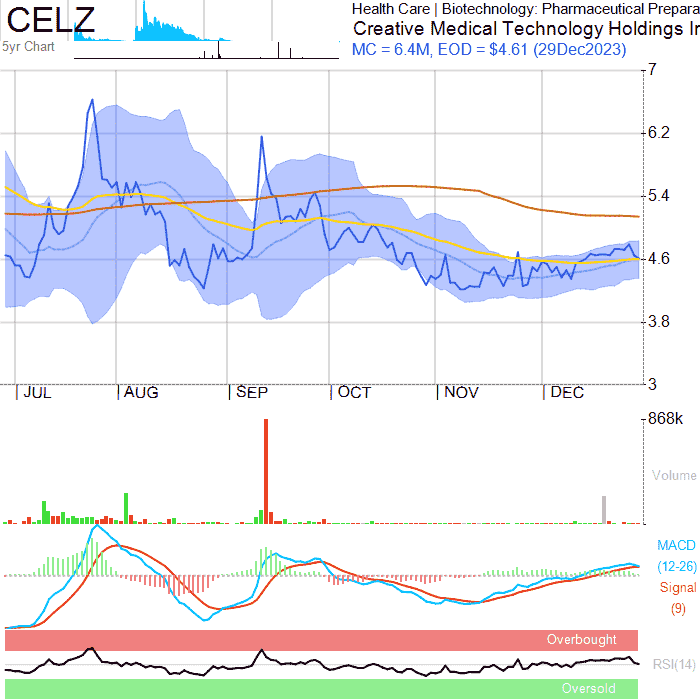 CELZ
5yr Chart
Health Care | Biotechnology: Pharmaceutical Prepara
Creative Medical Technology Holdings In
MC = 6.4M, EOD = $4.61 (29Dec2023)
7
6.2
5.4
4.6
3.8
3
JUL AUG SEP OCT NOV DEC
868k
Volume
MACD
(12-26)
Signal
(9)
Overbought
RSI(14)
Oversold